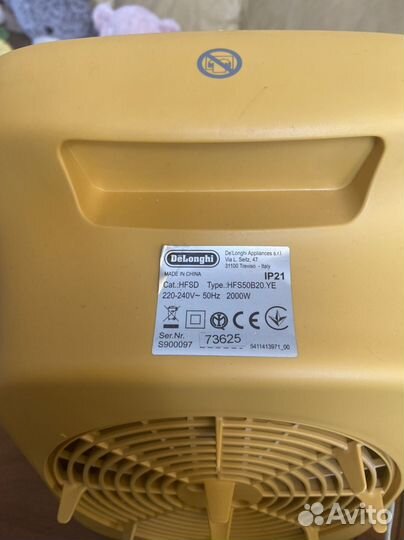 DeLonghi
De'Longhi Appliances s.r.l.
Via L. Seitz, 47
31100 Treviso - Italy
MADE IN CHINA
IP21
Cat.:HFSD Type.:HFS50B20.YE
220-240V~ 50Hz 2000W
Ser.Nr.
S900097
73625
5411413971_00
Avito